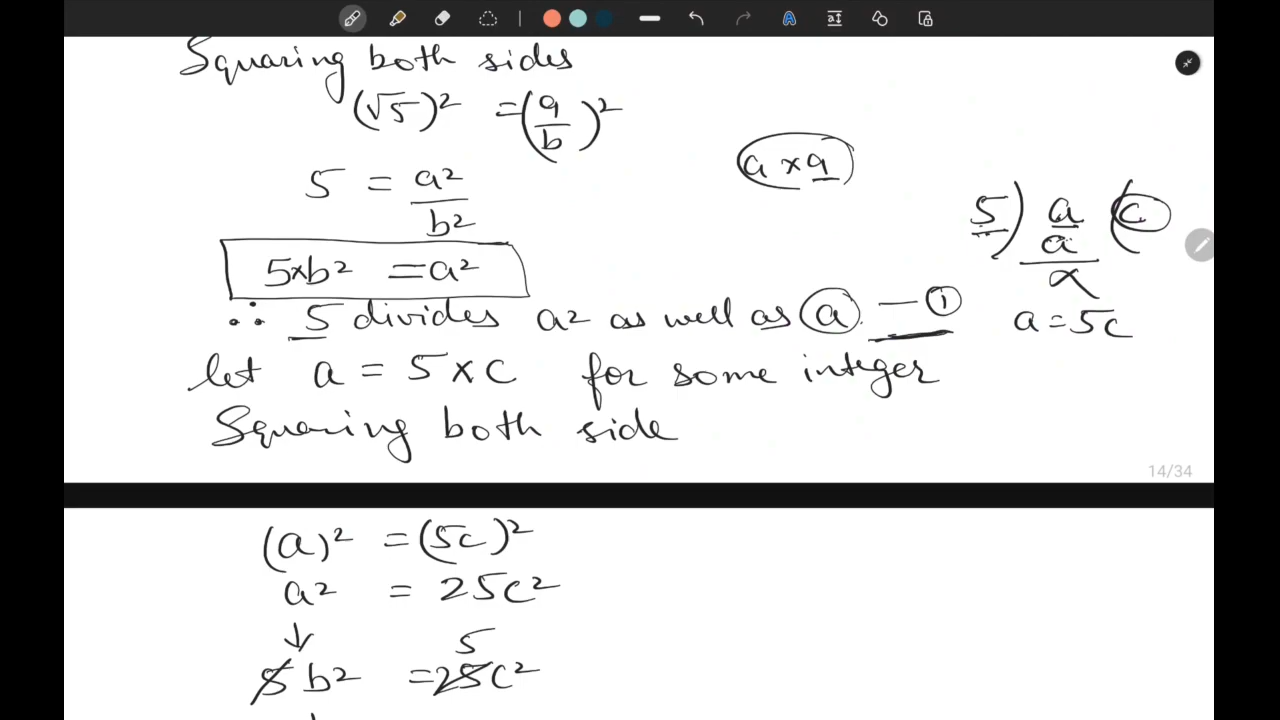 Squaring both sides
(√5)² = (a/b)²
a × a
5 = a²/b²
5) a (c
a
5×b² = a²
∴ 5 divides a² as well as a. — ①
a = 5c
let a = 5 × c for some integer
Squaring both side
14/34
(a)² = (5c)²
a² = 25c²
↓
5
5 b² = 25c²